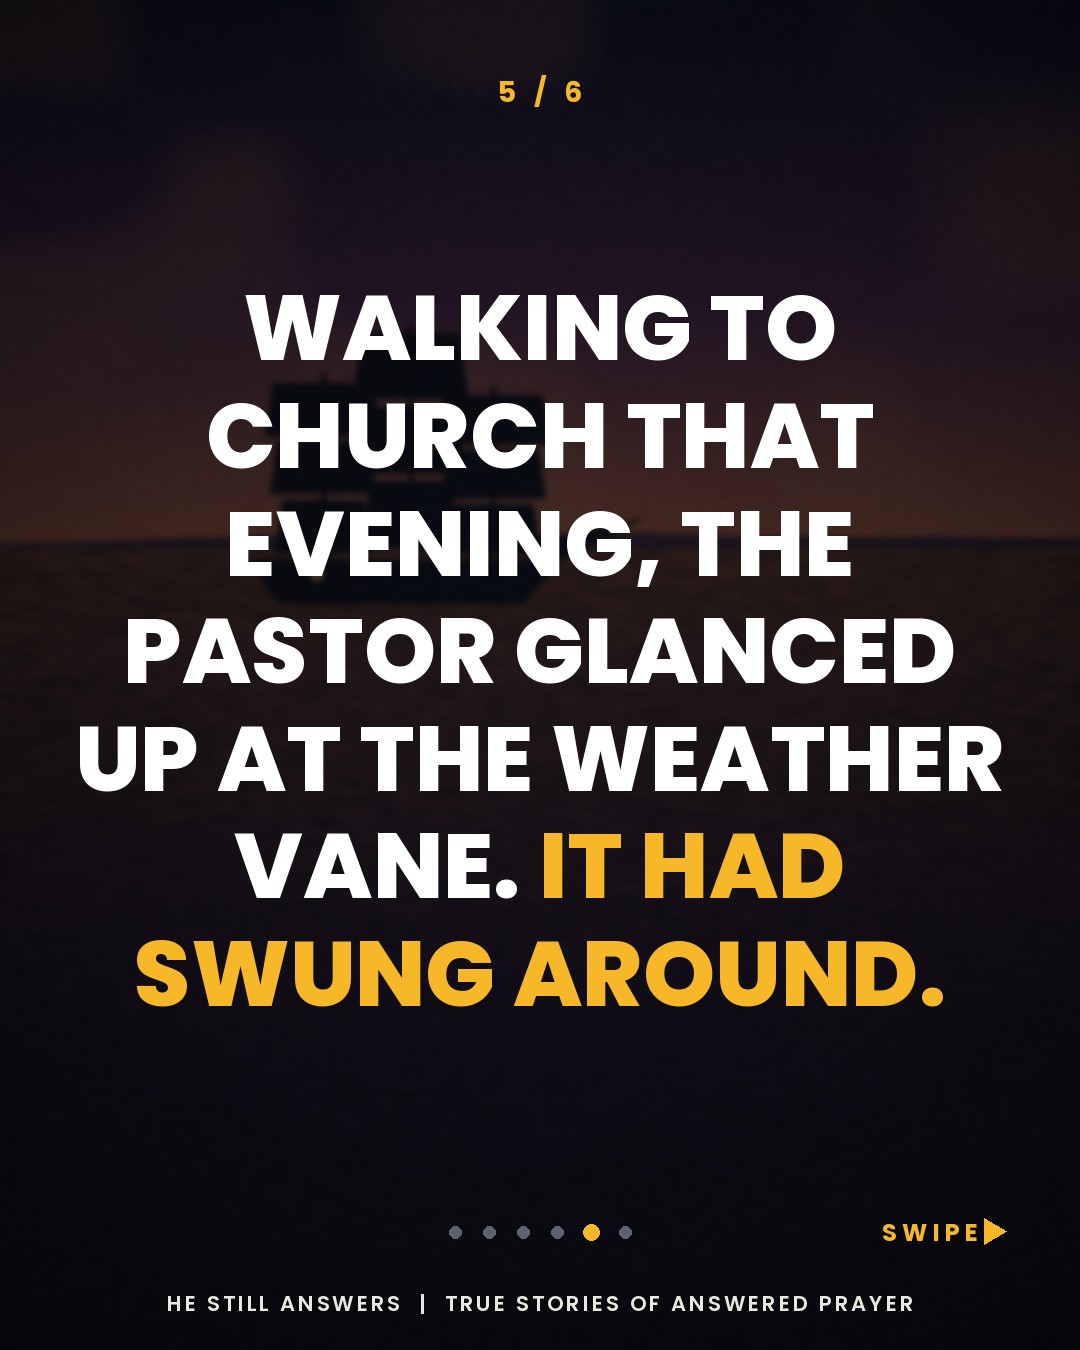 5 / 6
WALKING TO
CHURCH THAT
EVENING, THE
PASTOR GLANCED
UP AT THE WEATHER
VANE. IT HAD
SWUNG AROUND.
SWIPE
HE STILL ANSWERS | TRUE STORIES OF ANSWERED PRAYER